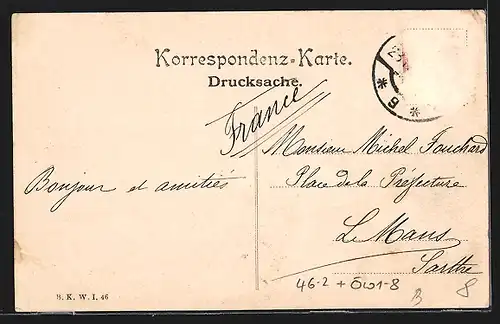 Korrespondenz-Karte.
Drucksache.
France
Monsieur Michel Fouchard
Place de la Préfecture
Le Mans
Sarthe
Bonjour et amitiés
B. K. W. I. 46
46-2 + ÖW1-8
B
8